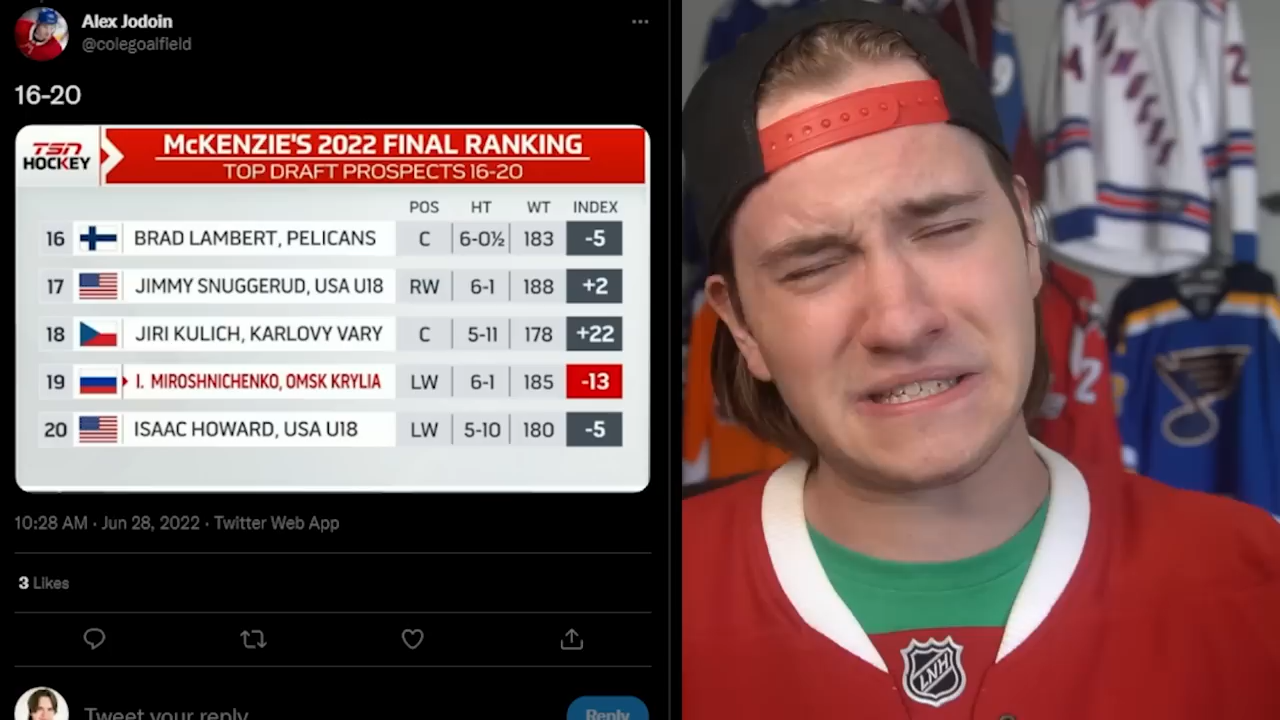 Alex Jodoin
@colegoalfield
16-20
TSN HOCKEY
McKENZIE'S 2022 FINAL RANKING
TOP DRAFT PROSPECTS 16-20
POS HT WT INDEX
16 BRAD LAMBERT, PELICANS C 6-0½ 183 -5
17 JIMMY SNUGGERUD, USA U18 RW 6-1 188 +2
18 JIRI KULICH, KARLOVY VARY C 5-11 178 +22
19 I. MIROSHNICHENKO, OMSK KRYLIA LW 6-1 185 -13
20 ISAAC HOWARD, USA U18 LW 5-10 180 -5
10:28 AM · Jun 28, 2022 · Twitter Web App
3 Likes
Tweet your reply
Reply
LNH
2
9
2